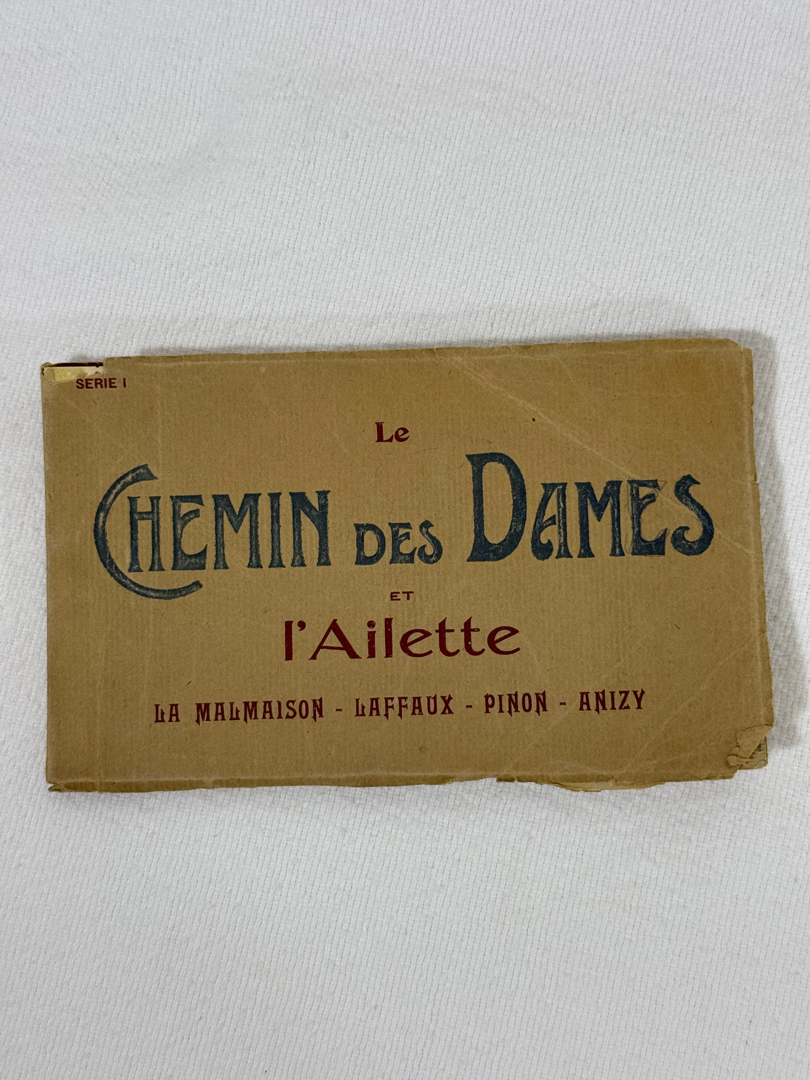 SERIE I
Le
CHEMIN DES DAMES
ET
l'Ailette
LA MALMAISON - LAFFAUX - PINON - ANIZY